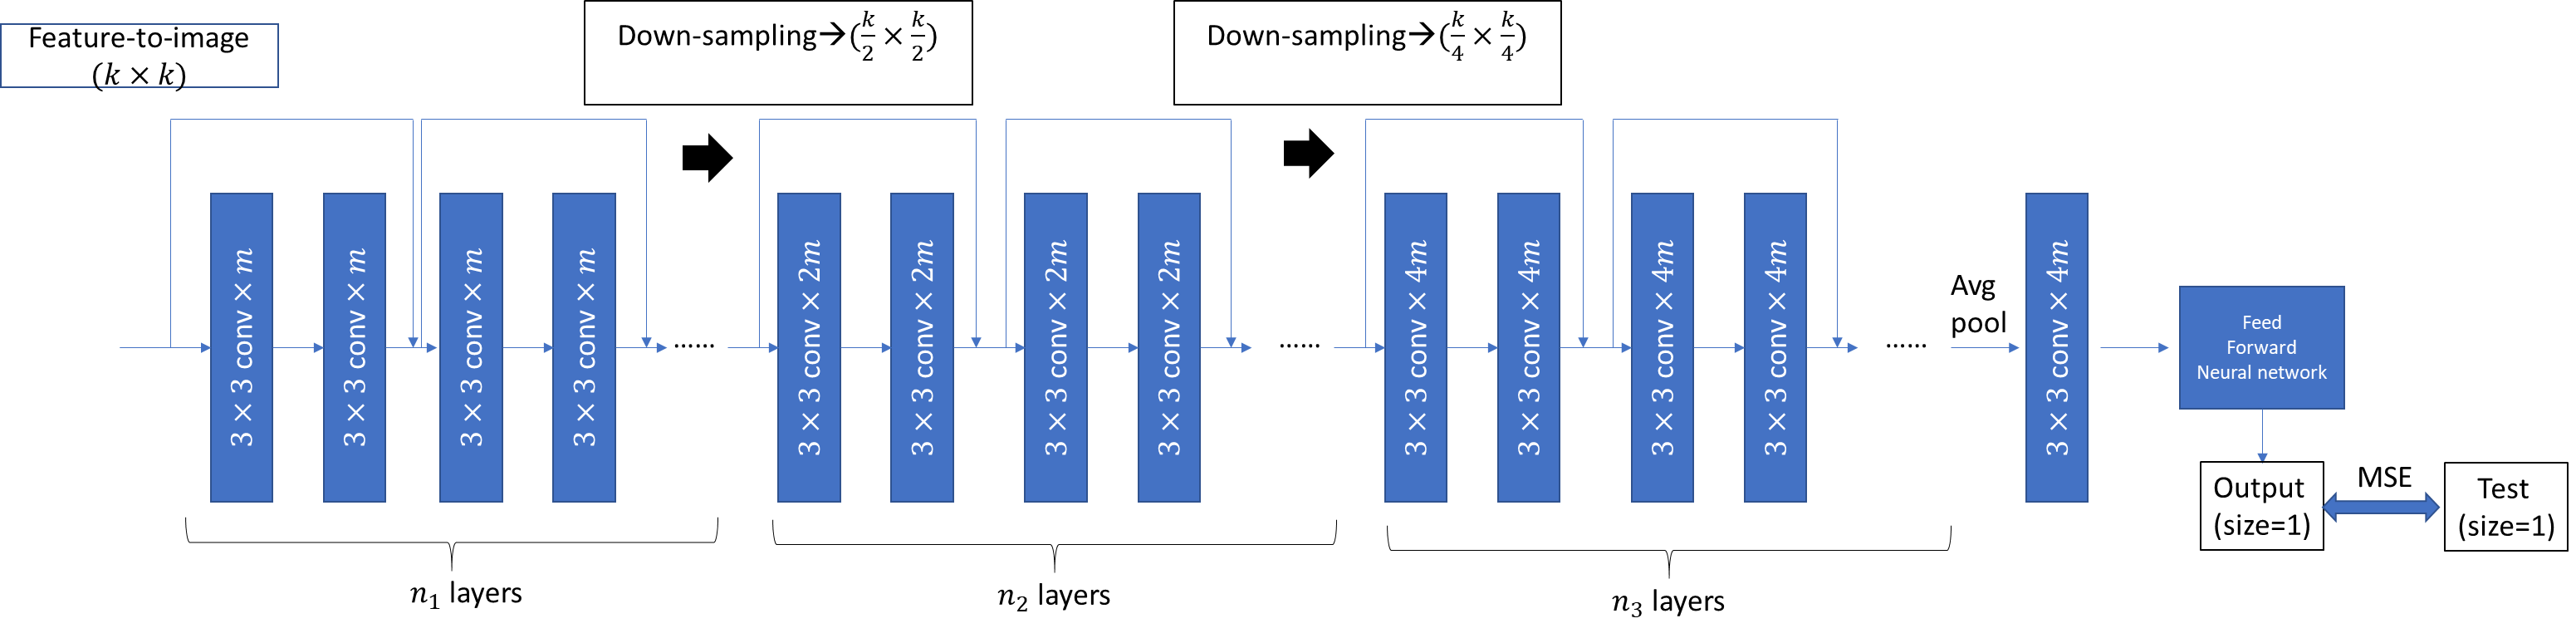 Feature-to-image
(k × k)
Down-sampling→(k/2 × k/2)
Down-sampling→(k/4 × k/4)
3 × 3 conv × m
3 × 3 conv × m
3 × 3 conv × m
3 × 3 conv × m
......
3 × 3 conv × 2m
3 × 3 conv × 2m
3 × 3 conv × 2m
3 × 3 conv × 2m
......
3 × 3 conv × 4m
3 × 3 conv × 4m
3 × 3 conv × 4m
3 × 3 conv × 4m
......
Avg
pool
3 × 3 conv × 4m
Feed
Forward
Neural network
Output
(size=1)
MSE
Test
(size=1)
n₁ layers
n₂ layers
n₃ layers